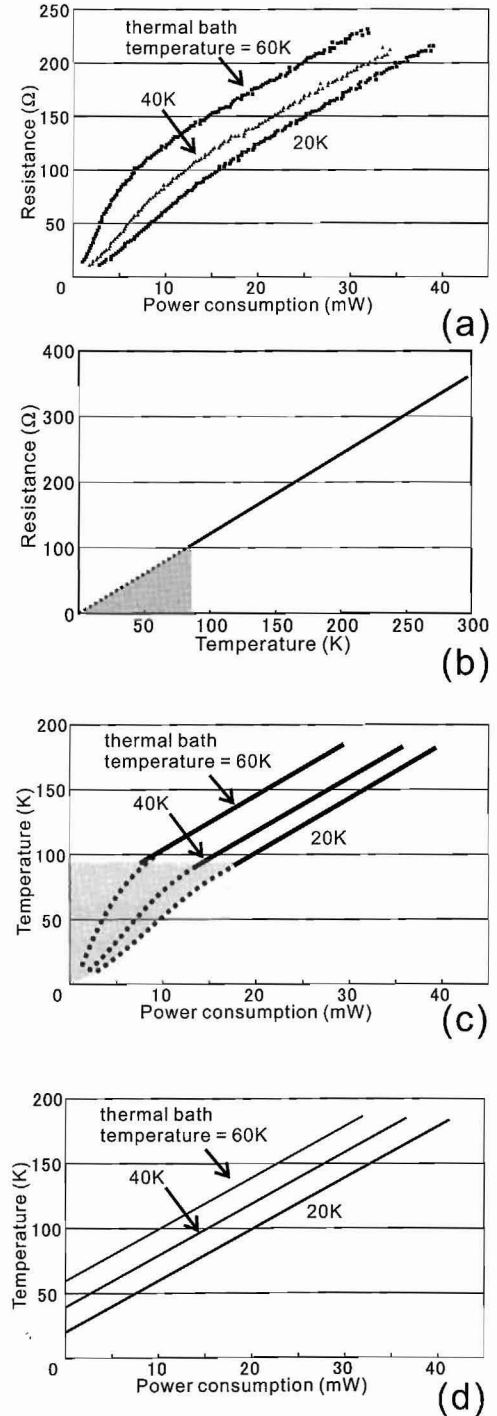 250
200
150
100
50
0
Resistance (Ω)
thermal bath
temperature = 60K
40K
20K
10 20 30 40
Power consumption (mW)
(a)
400
300
200
100
0
Resistance (Ω)
50 100 150 200 250 300
Temperature (K)
(b)
200
150
100
50
0
Temperature (K)
thermal bath
temperature = 60K
40K
20K
10 20 30 40
Power consumption (mW)
(c)
200
150
100
50
0
Temperature (K)
thermal bath
temperature = 60K
40K
20K
10 20 30 40
Power consumption (mW)
(d)